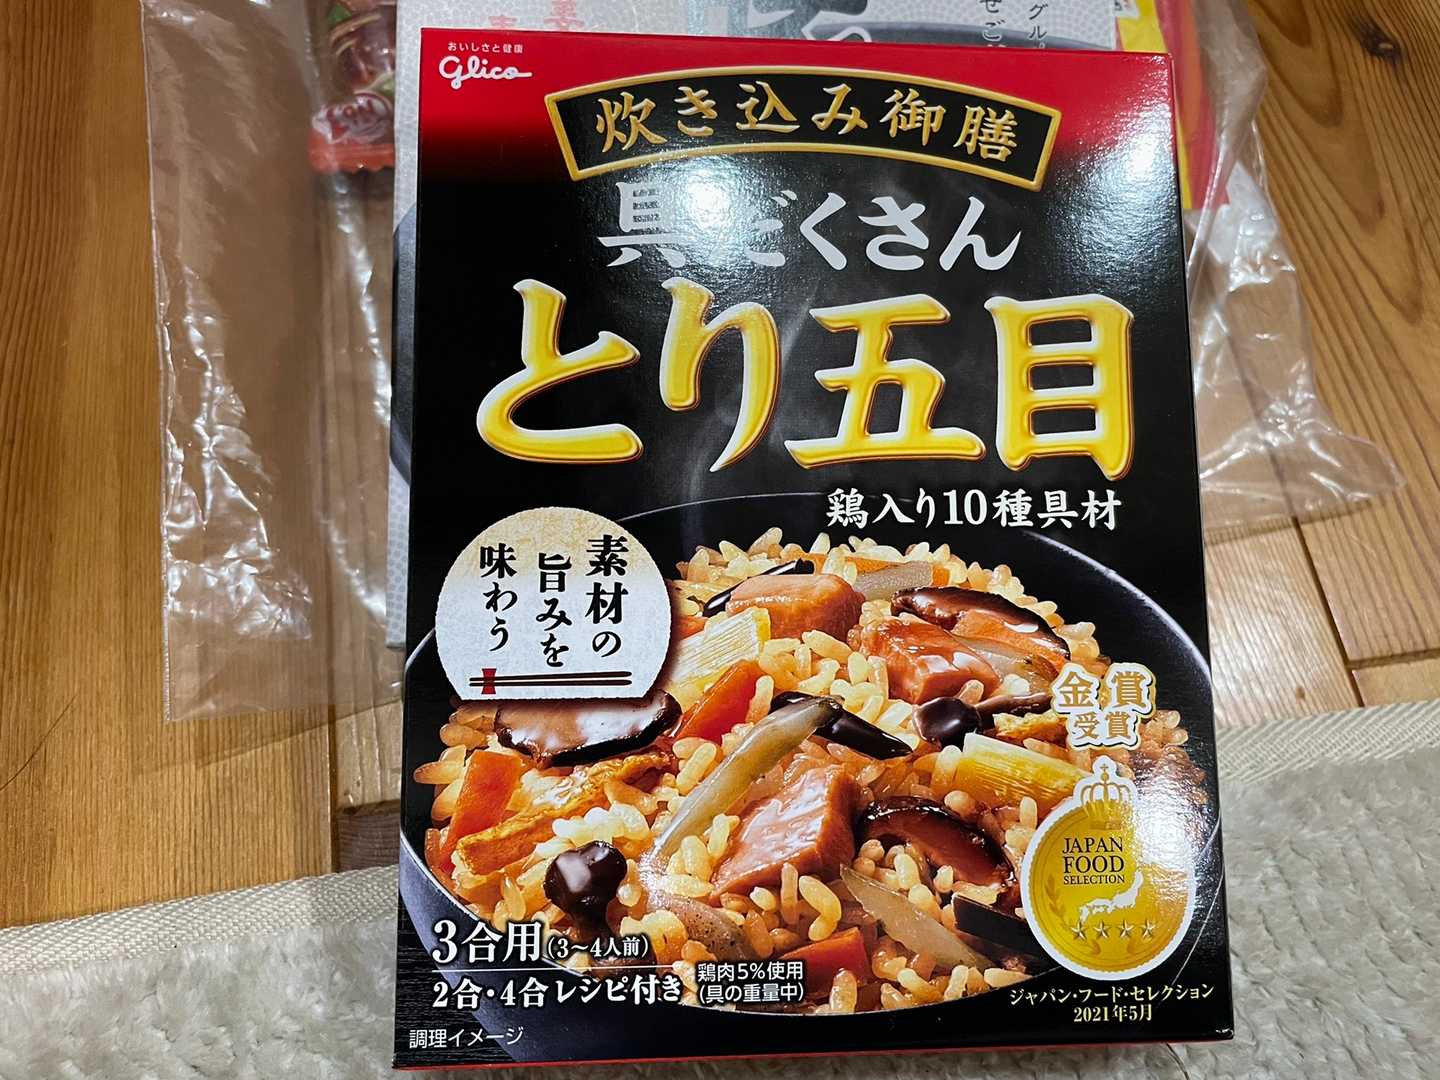 おいしさと健康
glico
炊き込み御膳
具だくさん
とり五目
鶏入り10種具材
素材の
旨みを
味わう
金賞
受賞
JAPAN
FOOD
SELECTION
3合用(3〜4人前)
2合・4合レシピ付き
鶏肉5%使用
(具の重量中)
ジャパン・フード・セレクション
2021年5月
調理イメージ